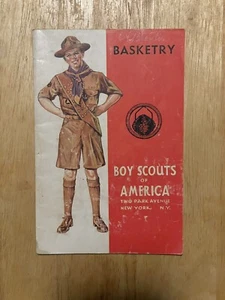 BASKETRY
BOY SCOUTS
OF
AMERICA
TWO PARK AVENUE
NEW YORK, N.Y.